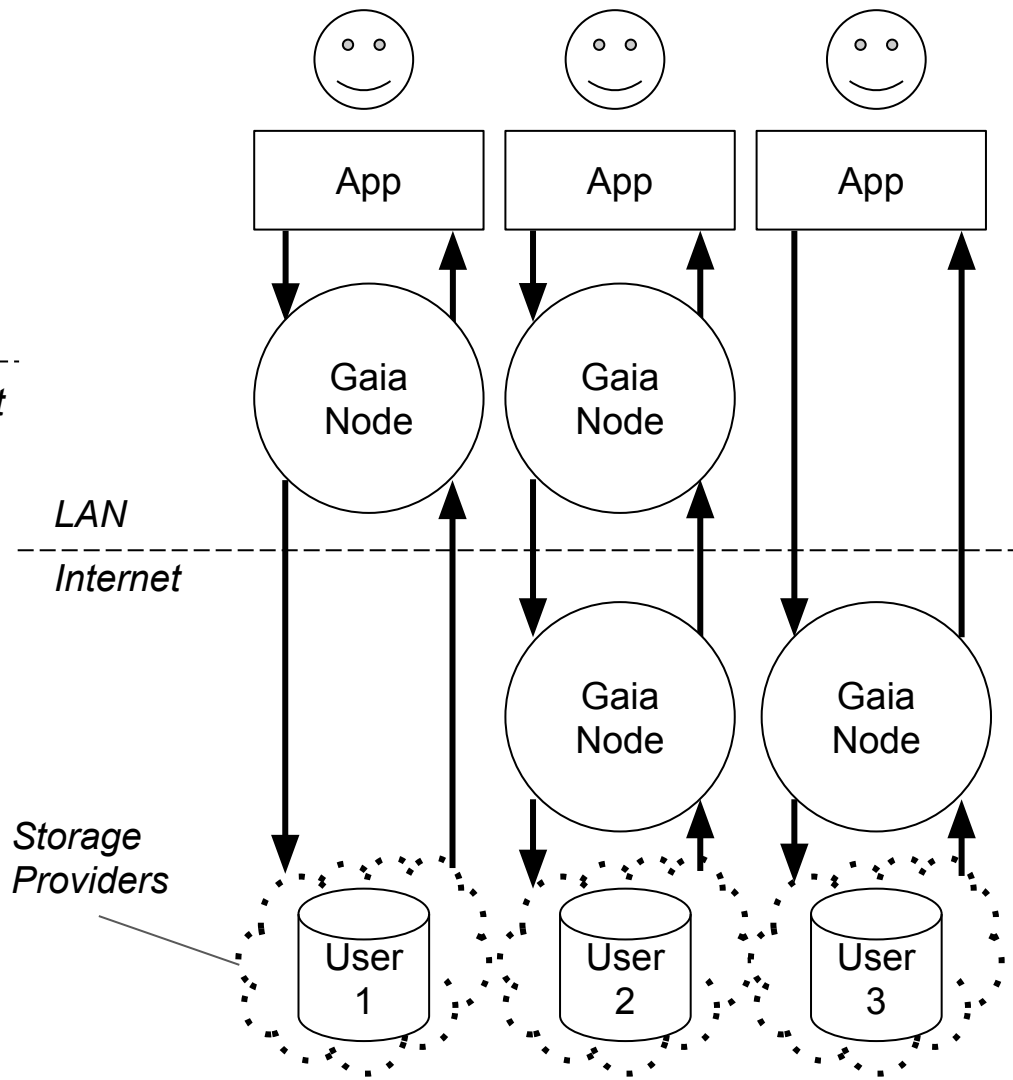 App
App
App
Gaia
Node
Gaia
Node
LAN
Internet
Gaia
Node
Gaia
Node
Storage
Providers
User
1
User
2
User
3